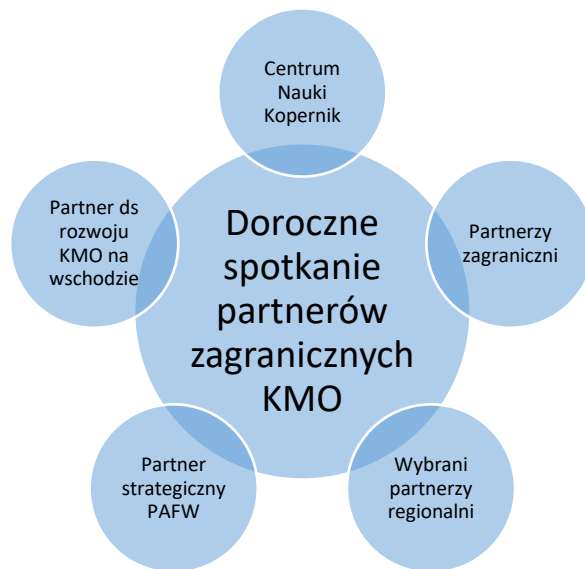 Centrum
Nauki
Kopernik
Partner ds
rozwoju
KMO na
wschodzie
Doroczne
spotkanie
partnerów
zagranicznych
KMO
Partnerzy
zagraniczni
Partner
strategiczny
PAFW
Wybrani
partnerzy
regionalni